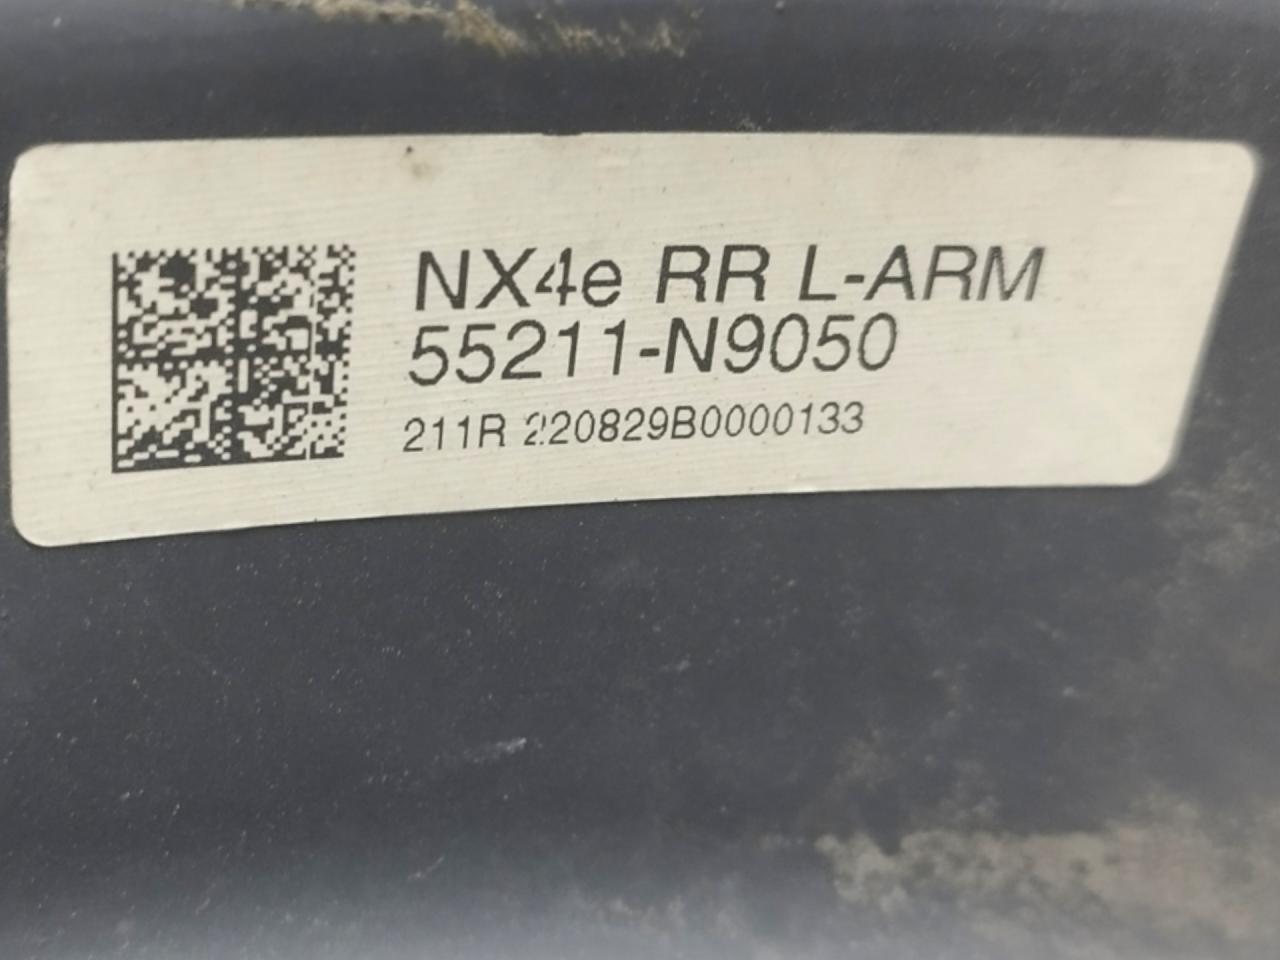 NX4e RR L-ARM
55211-N9050
211R 220829B0000133